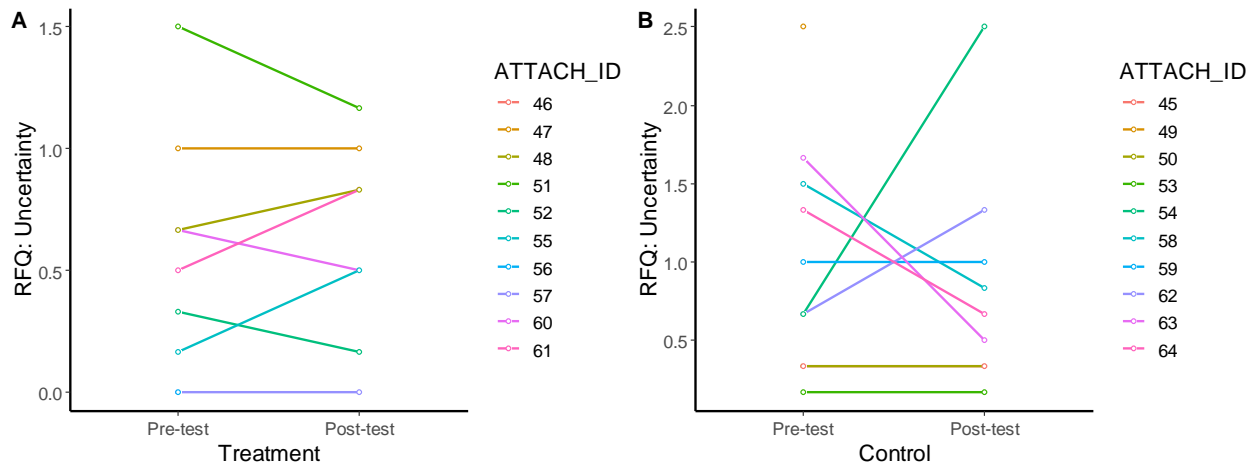 A
RFQ: Uncertainty
1.5
1.0
0.5
0.0
Pre-test
Post-test
Treatment
ATTACH_ID
46
47
48
51
52
55
56
57
60
61
B
RFQ: Uncertainty
2.5
2.0
1.5
1.0
0.5
Pre-test
Post-test
Control
ATTACH_ID
45
49
50
53
54
58
59
62
63
64